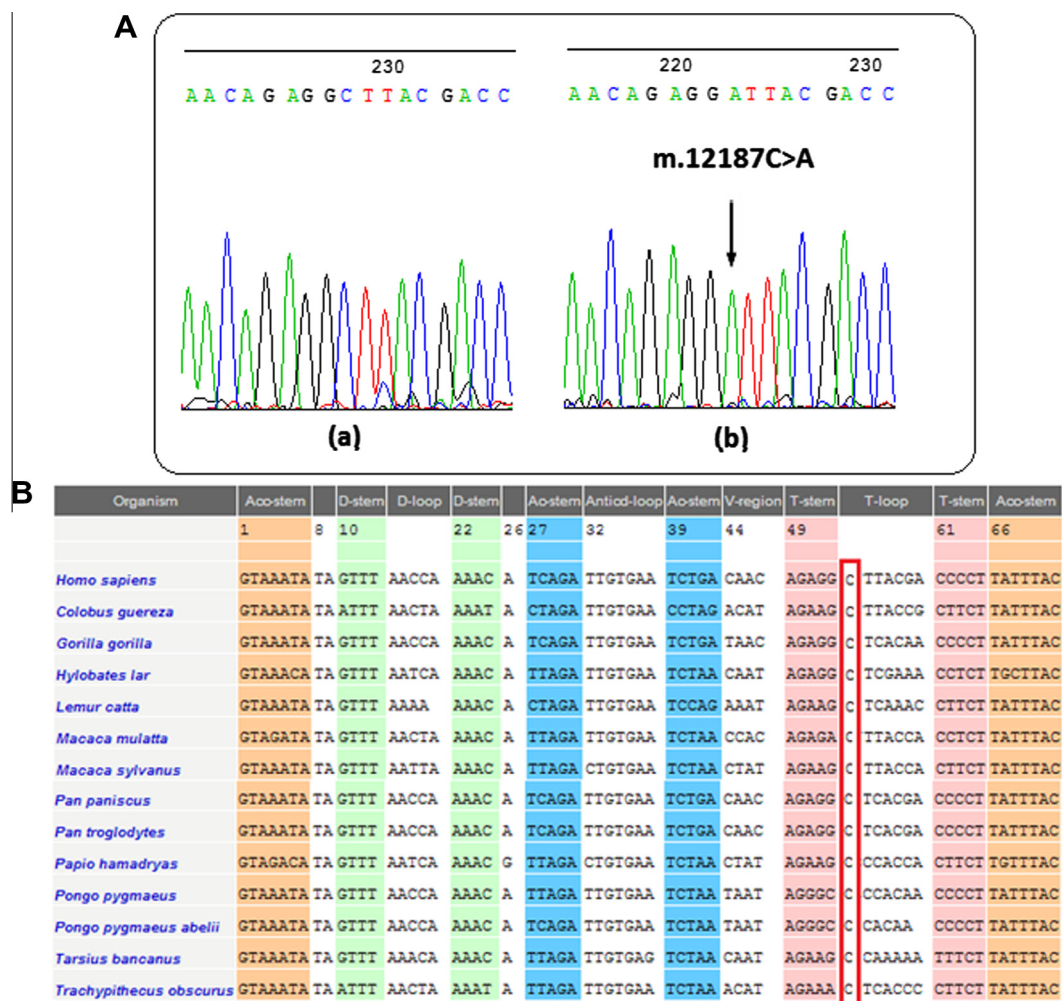 A
230
A A C A G A G G C T T A C G A C C
(a)
220 230
A A C A G A G G A T T A C G A C C
m.12187C>A
(b)
B
Organism Aco-stem D-stem D-loop D-stem Ac-stem Anticd-loop Ac-stem V-region T-stem T-loop T-stem Aco-stem
1 8 10 22 26 27 32 39 44 49 61 66
Homo sapiens GTAAATA TA GTTT AACCA AAAC A TCAGA TTGTGAA TCTGA CAAC AGAGG C TTACGA CCCCT TATTTAC
Colobus guereza GTAAATA TA ATTT AACTA AAAT A CTAGA TTGTGAA CCTAG ACAT AGAAG C TTACCG CTTCT TATTTAC
Gorilla gorilla GTAAATA TA GTTT AACCA AAAC A TCAGA TTGTGAA TCTGA TAAC AGAGG C TCACAA CCCCT TATTTAC
Hylobates lar GTAAACA TA GTTT AATCA AAAC A TTAGA TTGTGAA TCTAA CAAT AGAGG C TCGAAA CCTCT TGCTTAC
Lemur catta GTAAATA TA GTTT AAAA AAAC A CTAGA TTGTGAA TCCAG AAAT AGAAG C TCAAAC CTTCT TATTTAC
Macaca mulatta GTAGATA TA GTTT AACTA AAAC A TTAGA TTGTGAA TCTAA CCAC AGAGA C TTACCA CCTCT TATTTAC
Macaca sylvanus GTAAATA TA GTTT AATTA AAAC A TTAGA CTGTGAA TCTAA CTAT AGAAG C TTACCA CTTCT TATTTAC
Pan paniscus GTAAATA TA GTTT AACCA AAAC A TCAGA TTGTGAA TCTGA CAAC AGAGG C TCACGA CCCCT TATTTAC
Pan troglodytes GTAAATA TA GTTT AACCA AAAC A TCAGA TTGTGAA TCTGA CAAC AGAGG C TCACGA CCCCT TATTTAC
Papio hamadryas GTAGACA TA GTTT AATCA AAAC G TTAGA CTGTGAA TCTAA CTAT AGAAG C CCACCA CTTCT TGTTTAC
Pongo pygmaeus GTAAATA TA GTTT AACCA AAAC A TTAGA TTGTGAA TCTAA TAAT AGGGC C CCACAA CCCCT TATTTAC
Pongo pygmaeus abelii GTAAATA TA GTTT AACCA AAAC A TCAGA TTGTGAA TCTAA TAAT AGGGC C CACAA CCCCT TATTTAC
Tarsius bancanus GTAAATA TA GTTT AAACA AAAC A TTAGA TTGTGAG TCTAA CAAT AGAAG C CAAAAA TTTCT TATTTAC
Trachypithecus obscurus GTAAATA TA ATTT AACTA AAAT A TTAGA TTGTGAA TCTAA ACAT AGAAA C TCACCC CTTCT TATTTAC